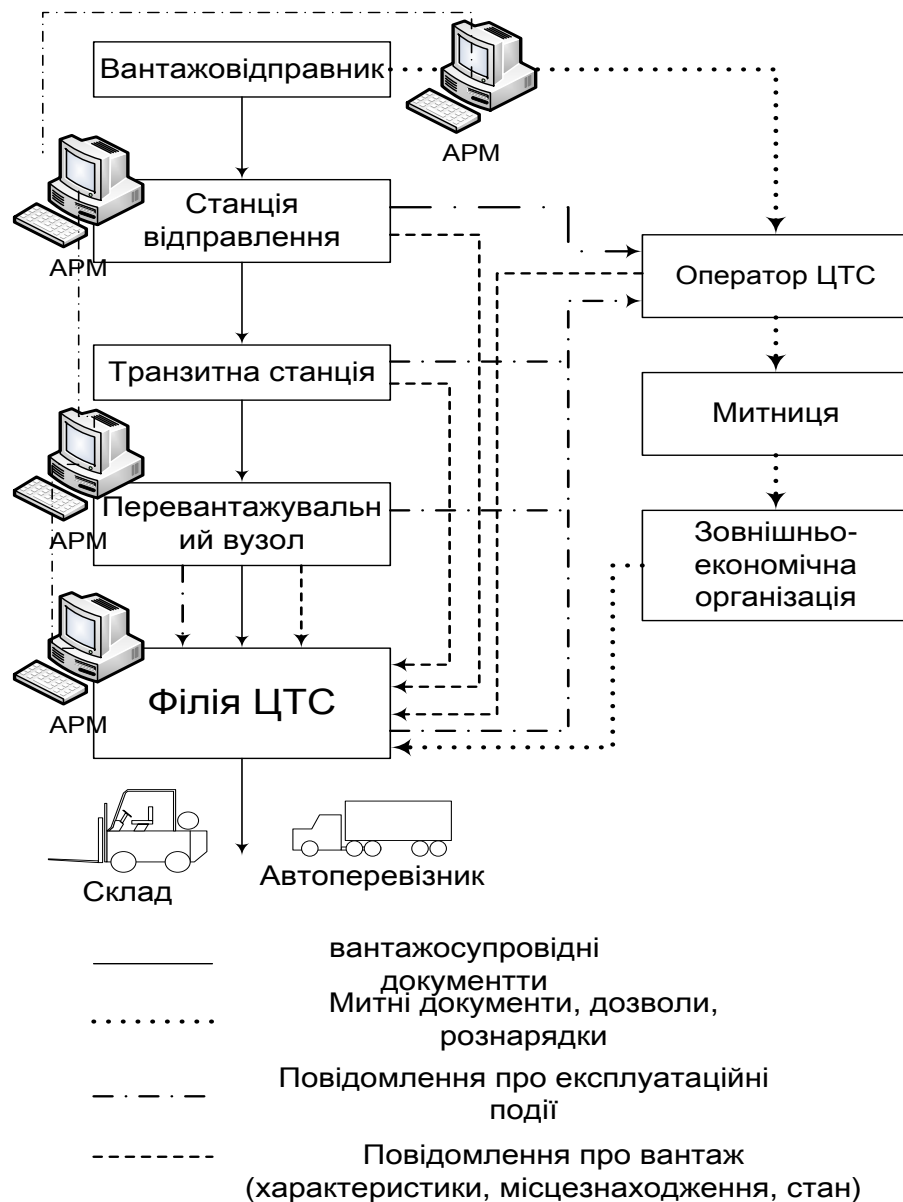 Вантажовідправник
АРМ
Станція
відправлення
АРМ
Оператор ЦТС
Транзитна станція
Митниця
Перевантажувальн
ий вузол
АРМ
Зовнішньо-
економічна
організація
Філія ЦТС
АРМ
Склад
Автоперевізник
вантажосупровідні
документти
Митні документи, дозволи,
рознарядки
Повідомлення про експлуатаційні
події
Повідомлення про вантаж
(характеристики, місцезнаходження, стан)